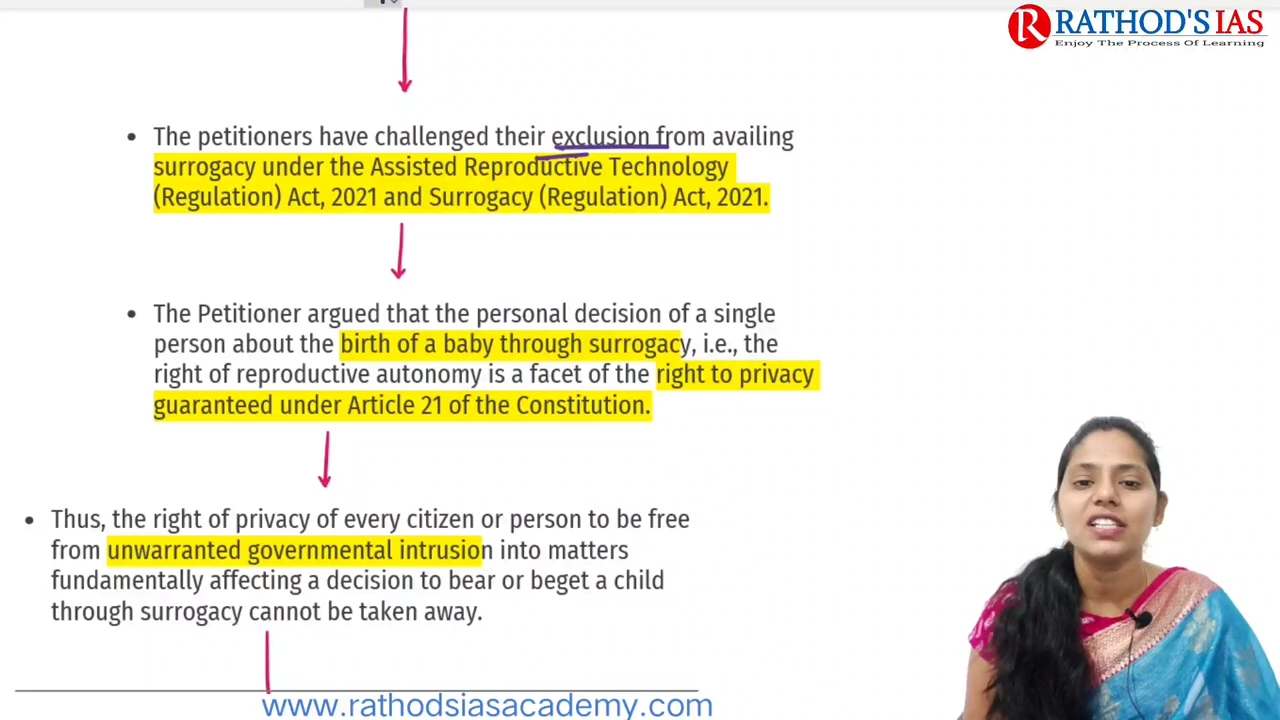 RATHOD'S IAS
Enjoy The Process Of Learning
• The petitioners have challenged their exclusion from availing
surrogacy under the Assisted Reproductive Technology
(Regulation) Act, 2021 and Surrogacy (Regulation) Act, 2021.
• The Petitioner argued that the personal decision of a single
person about the birth of a baby through surrogacy, i.e., the
right of reproductive autonomy is a facet of the right to privacy
guaranteed under Article 21 of the Constitution.
• Thus, the right of privacy of every citizen or person to be free
from unwarranted governmental intrusion into matters
fundamentally affecting a decision to bear or beget a child
through surrogacy cannot be taken away.
www.rathodsiasacademy.com